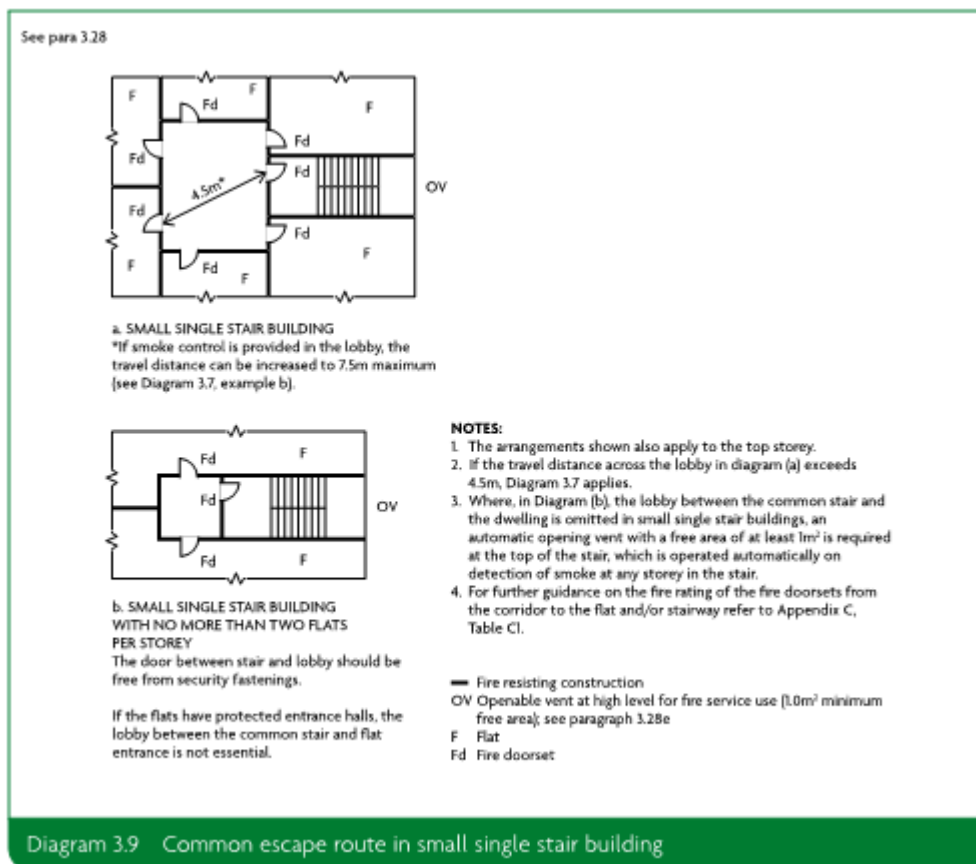 See para 3.28
F
Fd
F
F
Fd
Fd
Fd
4.5m*
OV
Fd
Fd
F
Fd
F
F
a. SMALL SINGLE STAIR BUILDING
*If smoke control is provided in the lobby, the
travel distance can be increased to 7.5m maximum
(see Diagram 3.7, example b).
Fd
F
Fd
OV
Fd
F
b. SMALL SINGLE STAIR BUILDING
WITH NO MORE THAN TWO FLATS
PER STOREY
The door between stair and lobby should be
free from security fastenings.
If the flats have protected entrance halls, the
lobby between the common stair and flat
entrance is not essential.
NOTES:
1. The arrangements shown also apply to the top storey.
2. If the travel distance across the lobby in diagram (a) exceeds
4.5m, Diagram 3.7 applies.
3. Where, in Diagram (b), the lobby between the common stair and
the dwelling is omitted in small single stair buildings, an
automatic opening vent with a free area of at least 1m² is required
at the top of the stair, which is operated automatically on
detection of smoke at any storey in the stair.
4. For further guidance on the fire rating of the fire doorsets from
the corridor to the flat and/or stairway refer to Appendix C,
Table C1.
Fire resisting construction
OV Openable vent at high level for fire service use (1.0m² minimum
free area); see paragraph 3.28e
F Flat
Fd Fire doorset
Diagram 3.9 Common escape route in small single stair building